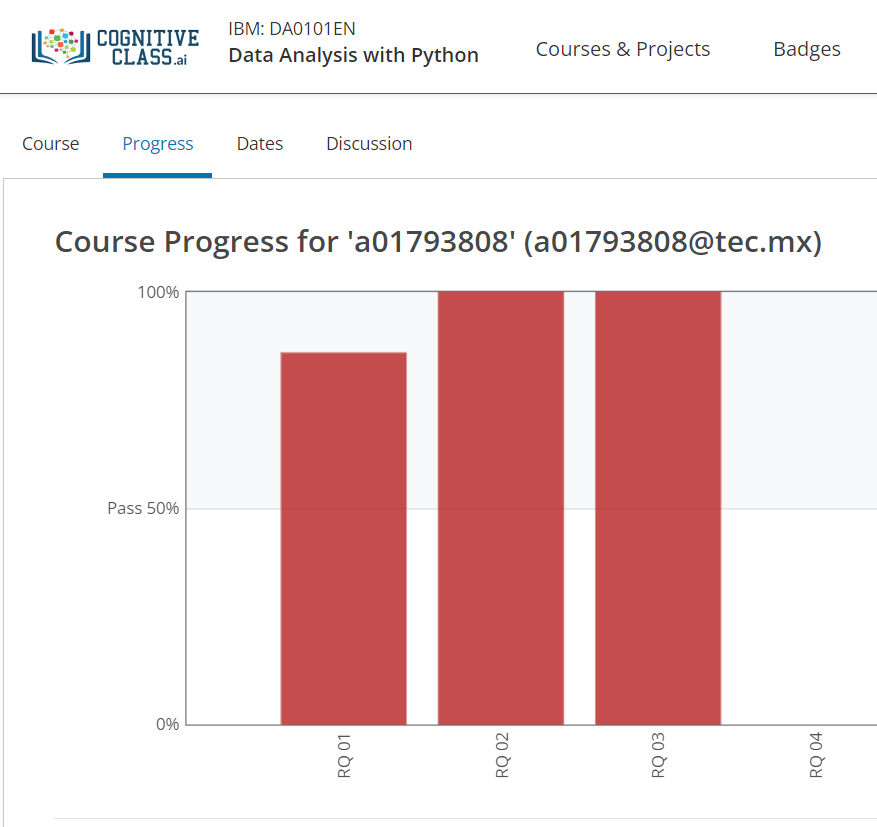 COGNITIVE
CLASS.ai
IBM: DA0101EN
Data Analysis with Python
Courses & Projects
Badges
Course
Progress
Dates
Discussion
Course Progress for 'a01793808' (a01793808@tec.mx)
100%
Pass 50%
0%
RQ 01
RQ 02
RQ 03
RQ 04